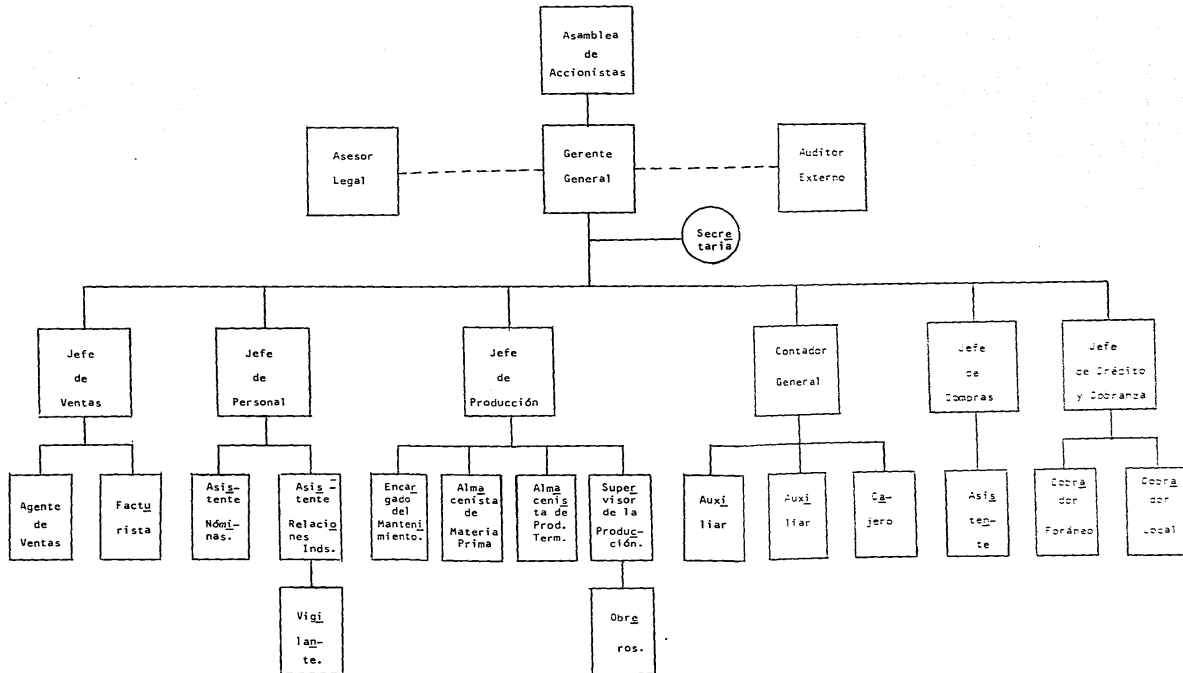 Asamblea
de
Accionistas
Asesor
Legal
Gerente
General
Auditor
Externo
Secre
taria
Jefe
de
Ventas
Jefe
de
Personal
Jefe
de
Producción
Contador
General
Jefe
de
Compras
Jefe
de Crédito
y Cobranza
Agente
de
Ventas
Factu
rista
Asis-
tente
Nómi-
nas.
Asis-
tente
Relacio
nes
Inds.
Encar
gado
del
Manteni
miento.
Alma
cenista
de
Materia
Prima
Alma
cenis
ta de
Prod.
Term.
Super
visor
de la
Produc-
ción.
Auxi
liar
Auxi
liar
Ca-
jero
Asis
ten-
te
Cobra
dor
Foráneo
Cobra
dor
Local
Vigi
lan-
te.
Obre
ros.